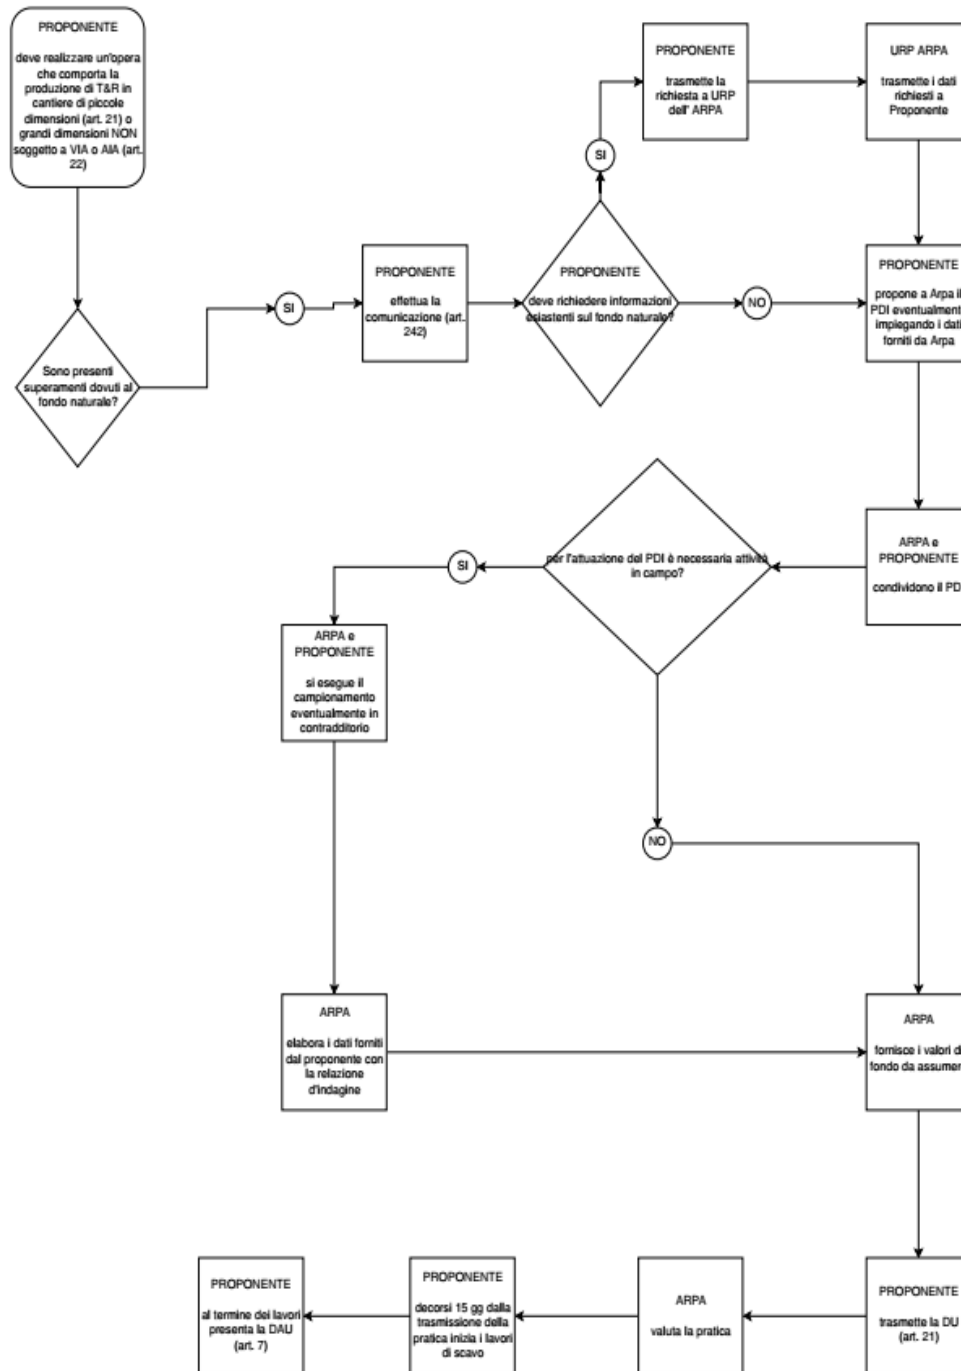 PROPONENTE
deve realizzare un'opera
che comporta la
produzione di T&R in
cantiere di piccole
dimensioni (art. 21) o
grandi dimensioni NON
soggetto a VIA o AIA (art.
22)
Sono presenti
superamenti dovuti al
fondo naturale?
SI
PROPONENTE
effettua la
comunicazione (art.
242)
PROPONENTE
deve richiedere informazioni
esiastenti sul fondo naturale?
SI
PROPONENTE
trasmette la
richiesta a URP
dell' ARPA
URP ARPA
trasmette i dati
richiesti a
Proponente
NO
PROPONENTE
propone a Arpa il
PDI eventualment
impiegando i dati
forniti da Arpa
ARPA e
PROPONENTE
condividono il PD
per l'attuazione del PDI è necessaria attività
in campo?
SI
ARPA e
PROPONENTE
si esegue il
campionamento
eventualmente in
contradditorio
NO
ARPA
elabora i dati forniti
dal proponente con
la relazione
d'indagine
ARPA
fornisce i valori di
fondo da assumere
PROPONENTE
trasmette la DU
(art. 21)
ARPA
valuta la pratica
PROPONENTE
decorsi 15 gg dalla
trasmissione della
pratica inizia i lavori
di scavo
PROPONENTE
al termine dei lavori
presenta la DAU
(art. 7)